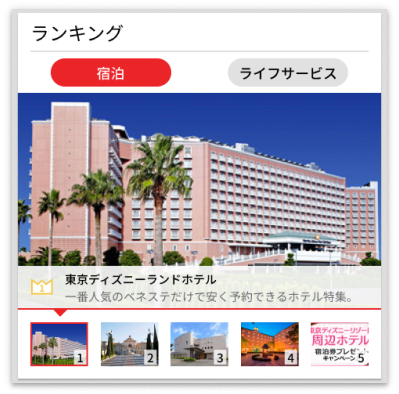 ランキング
宿泊
ライフサービス
1
東京ディズニーランドホテル
一番人気のベネステだけで安く予約できるホテル特集。
1
2
3
4
東京ディズニーリゾート
周辺ホテル
宿泊券プレゼント
キャンペーン
5